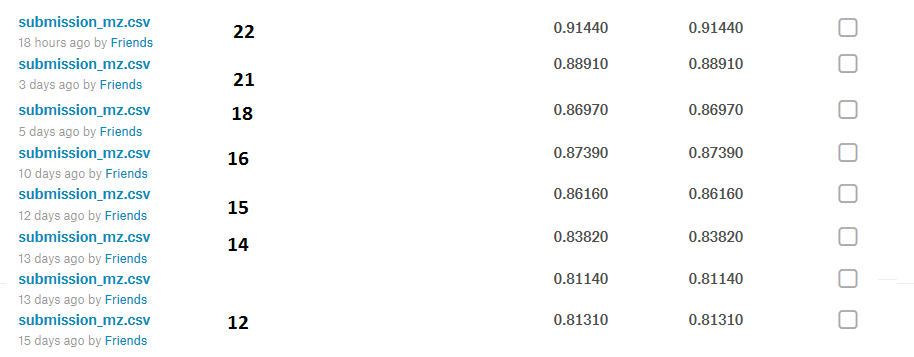 submission_mz.csv 22 0.91440 0.91440
18 hours ago by Friends
submission_mz.csv 21 0.88910 0.88910
3 days ago by Friends
submission_mz.csv 18 0.86970 0.86970
5 days ago by Friends
submission_mz.csv 16 0.87390 0.87390
10 days ago by Friends
submission_mz.csv 15 0.86160 0.86160
12 days ago by Friends
submission_mz.csv 14 0.83820 0.83820
13 days ago by Friends
submission_mz.csv 0.81140 0.81140
13 days ago by Friends
submission_mz.csv 12 0.81310 0.81310
15 days ago by Friends